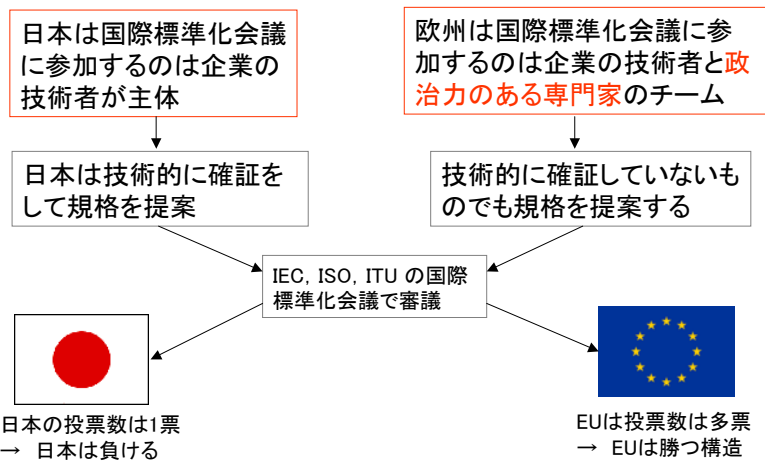 日本は国際標準化会議
に参加するのは企業の
技術者が主体
欧州は国際標準化会議に参
加するのは企業の技術者と政
治力のある専門家のチーム
日本は技術的に確証を
して規格を提案
技術的に確証していないも
のでも規格を提案する
IEC, ISO, ITU の国際
標準化会議で審議
日本の投票数は1票
→ 日本は負ける
EUは投票数は多票
→ EUは勝つ構造